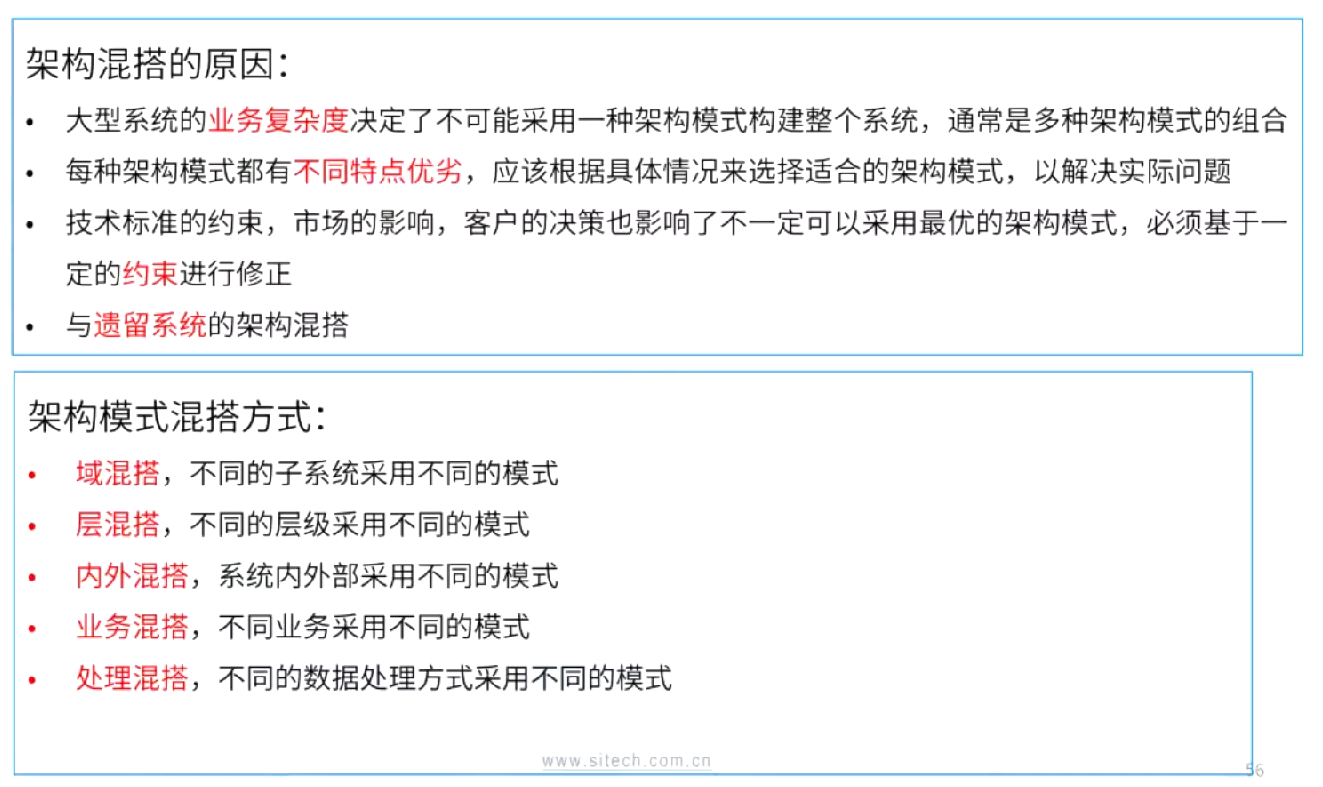 架构混搭的原因：
• 大型系统的业务复杂度决定了不可能采用一种架构模式构建整个系统，通常是多种架构模式的组合
• 每种架构模式都有不同特点优劣，应该根据具体情况来选择适合的架构模式，以解决实际问题
• 技术标准的约束，市场的影响，客户的决策也影响了不一定可以采用最优的架构模式，必须基于一
定的约束进行修正
• 与遗留系统的架构混搭
架构模式混搭方式：
• 域混搭，不同的子系统采用不同的模式
• 层混搭，不同的层级采用不同的模式
• 内外混搭，系统内外部采用不同的模式
• 业务混搭，不同业务采用不同的模式
• 处理混搭，不同的数据处理方式采用不同的模式
www.sitech.com.cn
56